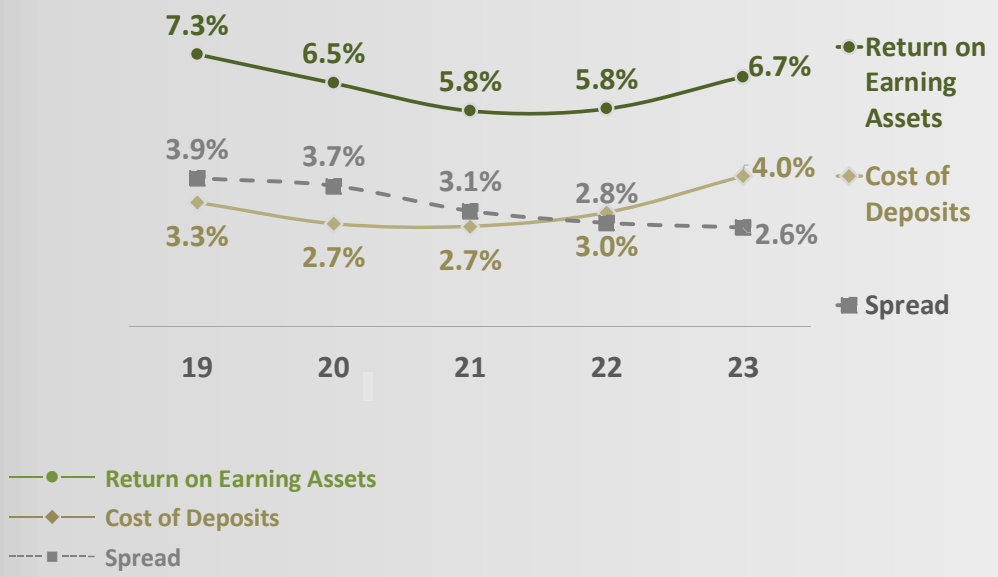 7.3%
6.5%
5.8%
5.8%
6.7%
Return on
Earning
Assets
3.9%
3.7%
3.1%
2.8%
4.0%
Cost of
Deposits
3.3%
2.7%
2.7%
3.0%
2.6%
Spread
19
20
21
22
23
Return on Earning Assets
Cost of Deposits
Spread